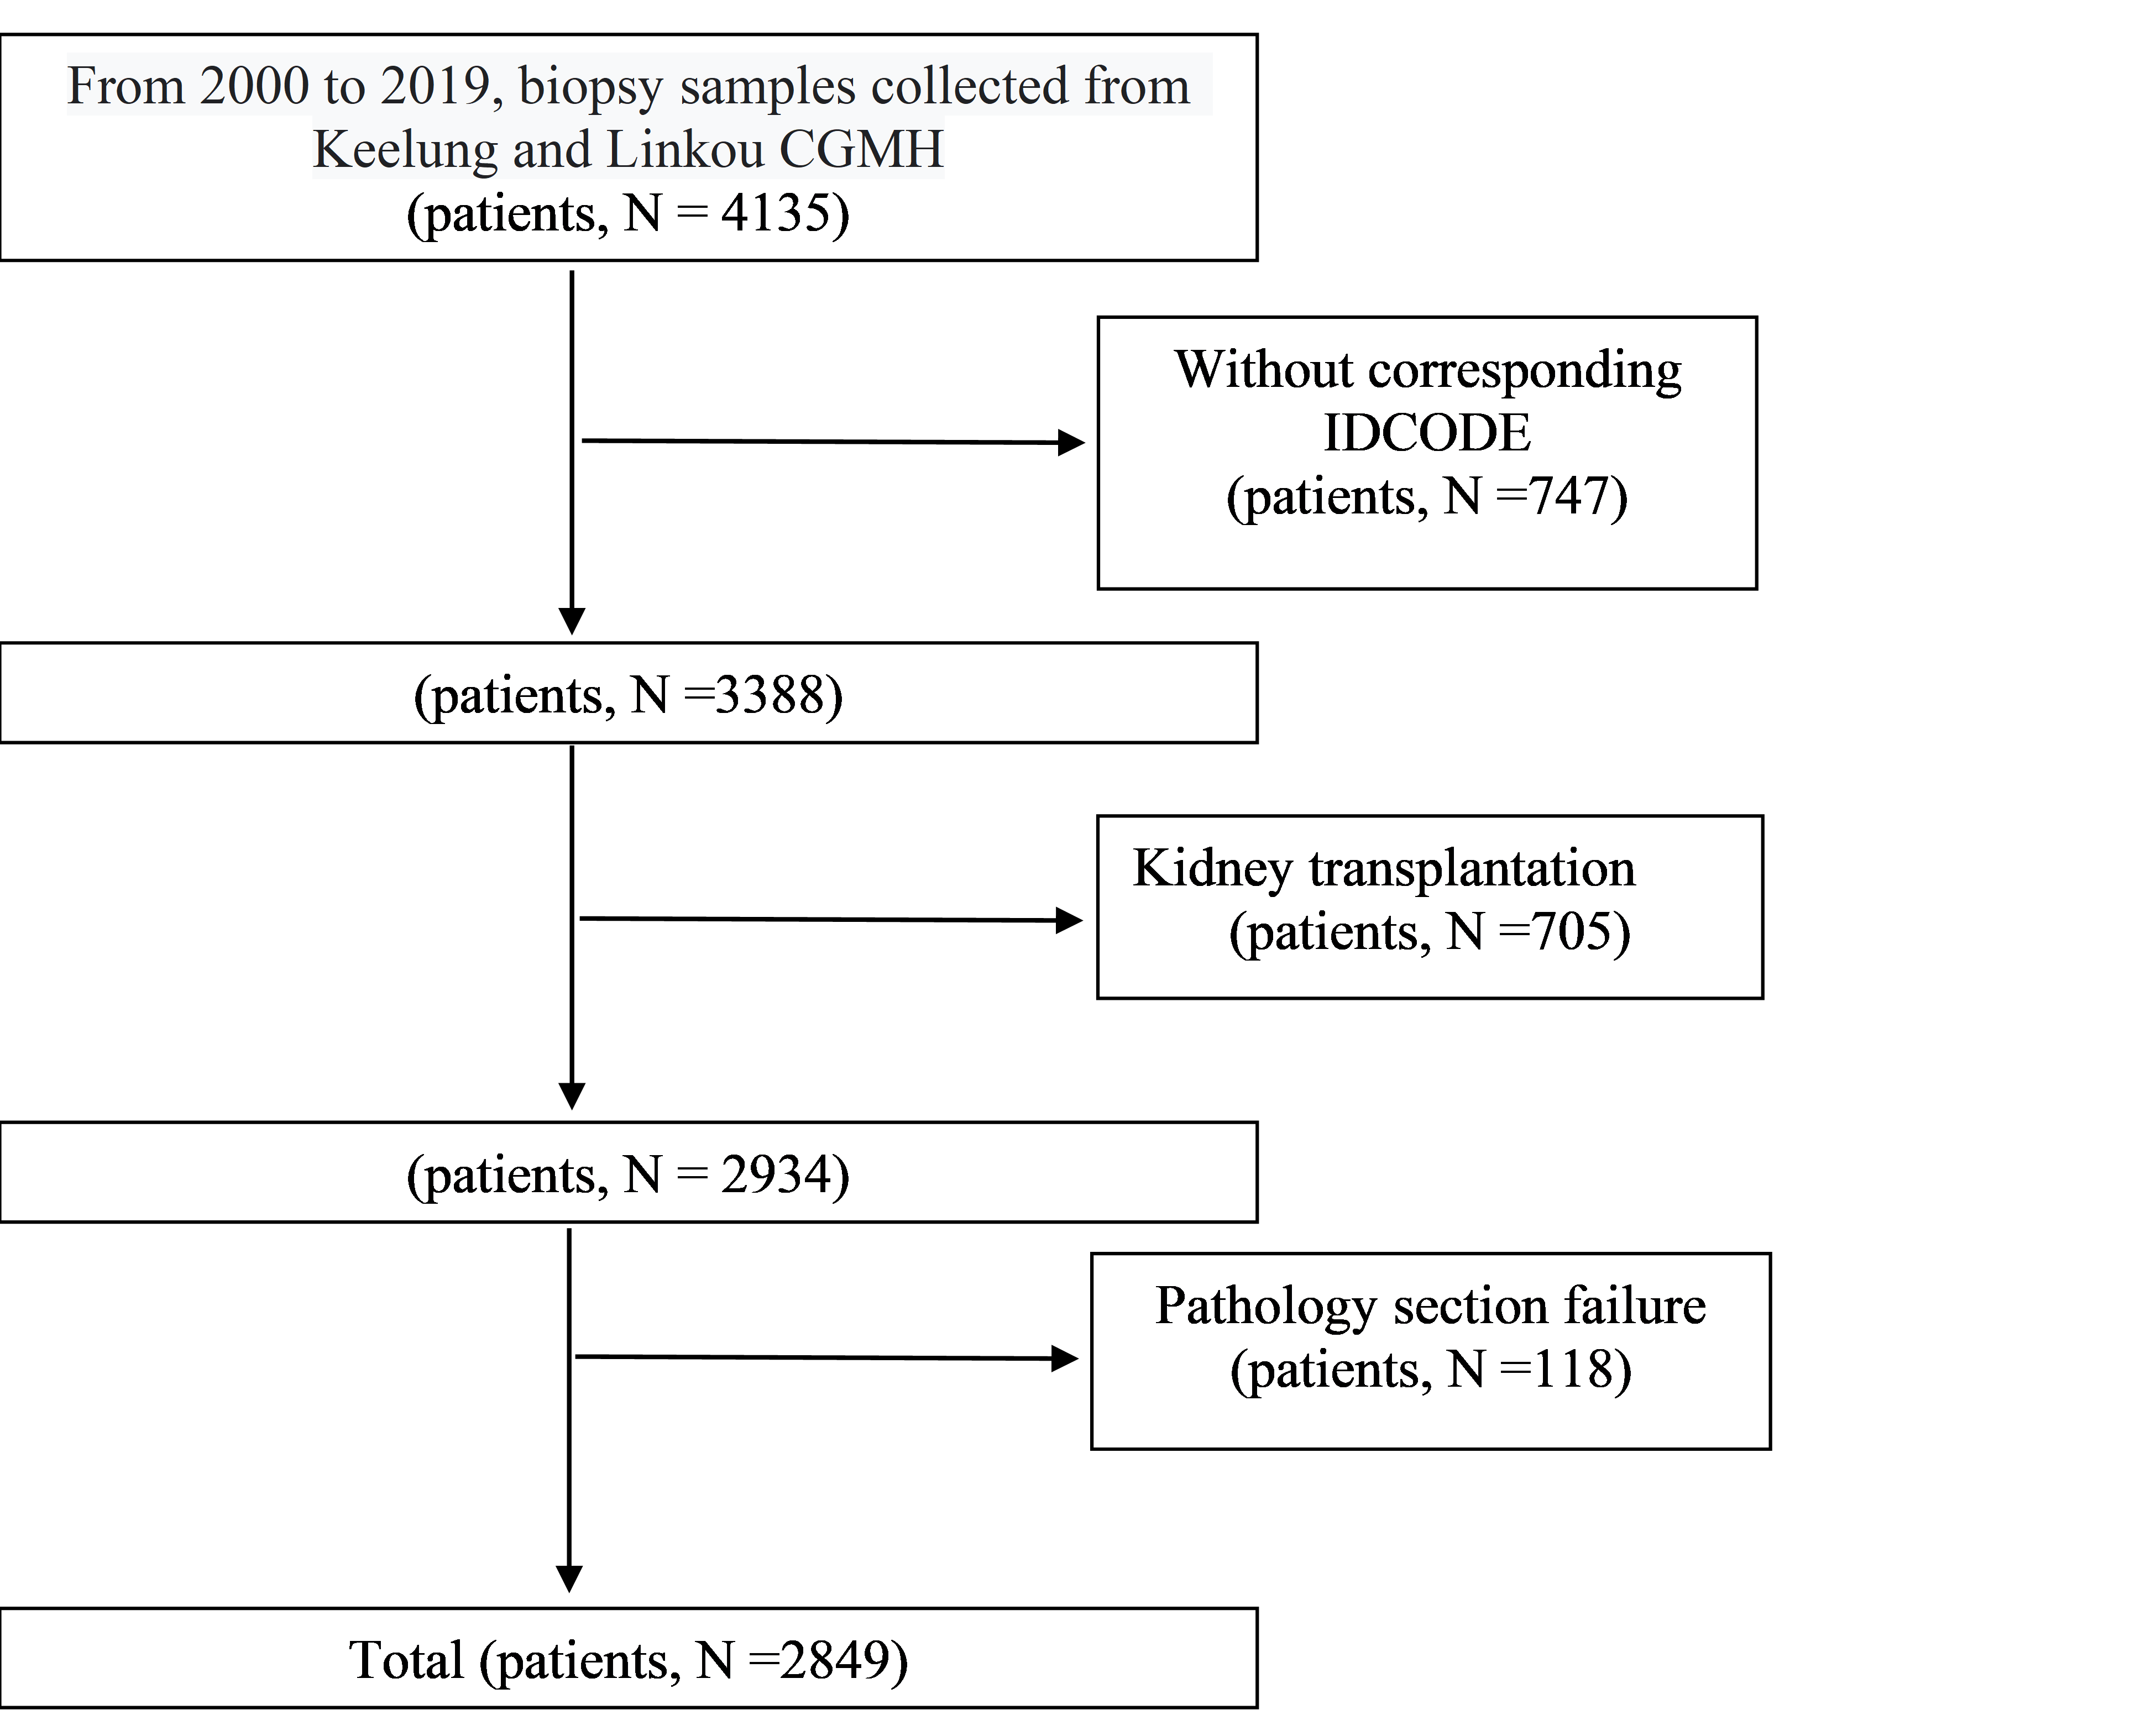 From 2000 to 2019, biopsy samples collected from
Keelung and Linkou CGMH
(patients, N = 4135)
Without corresponding
IDCODE
(patients, N =747)
(patients, N =3388)
Kidney transplantation
(patients, N =705)
(patients, N = 2934)
Pathology section failure
(patients, N =118)
Total (patients, N =2849)